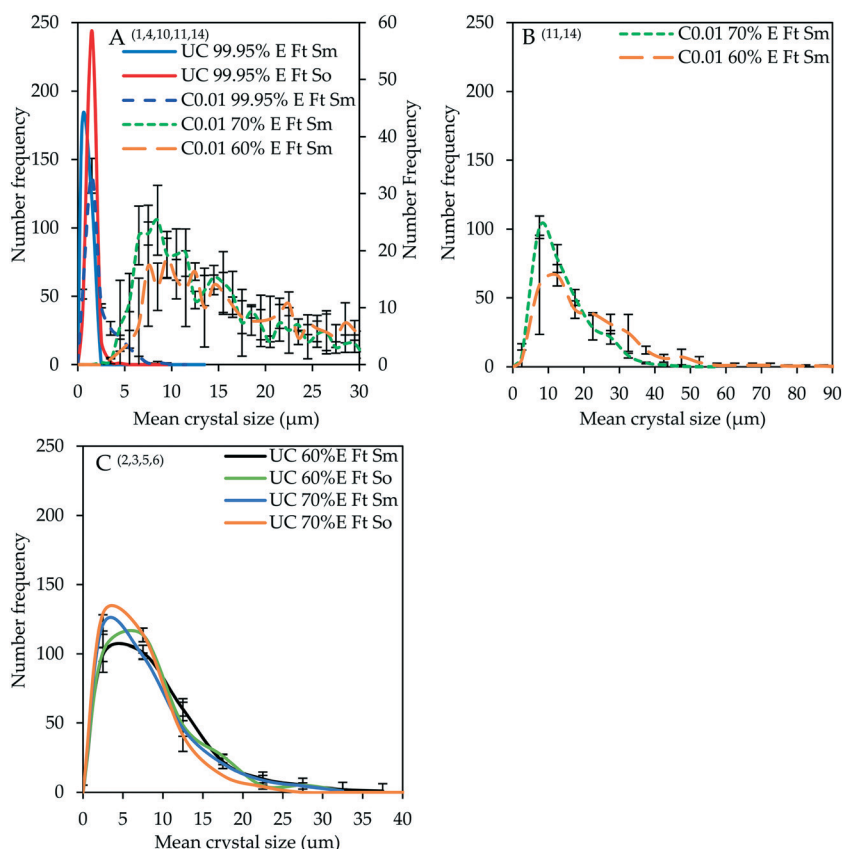 A (1,4,10,11,14)
UC 99.95% E Ft Sm
UC 99.95% E Ft So
C0.01 99.95% E Ft Sm
C0.01 70% E Ft Sm
C0.01 60% E Ft Sm
Number frequency
250
200
150
100
50
0
Number Frequency
60
50
40
30
20
10
0
0 5 10 15 20 25 30
Mean crystal size (μm)
B (11,14)
C0.01 70% E Ft Sm
C0.01 60% E Ft Sm
Number frequency
250
200
150
100
50
0
0 10 20 30 40 50 60 70 80 90
Mean crystal size (μm)
C (2,3,5,6)
UC 60%E Ft Sm
UC 60%E Ft So
UC 70%E Ft Sm
UC 70%E Ft So
Number frequency
250
200
150
100
50
0
0 5 10 15 20 25 30 35 40
Mean crystal size (um)